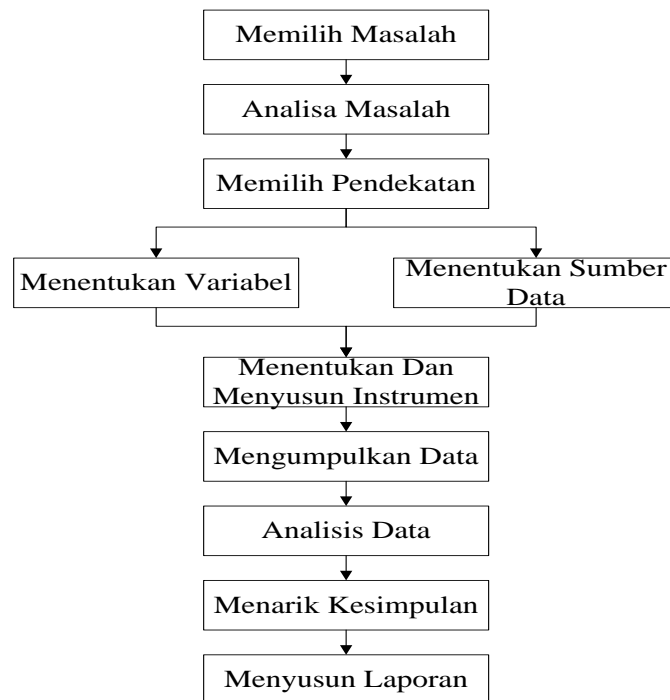 Memilih Masalah
Analisa Masalah
Memilih Pendekatan
Menentukan Variabel
Menentukan Sumber
Data
Menentukan Dan
Menyusun Instrumen
Mengumpulkan Data
Analisis Data
Menarik Kesimpulan
Menyusun Laporan